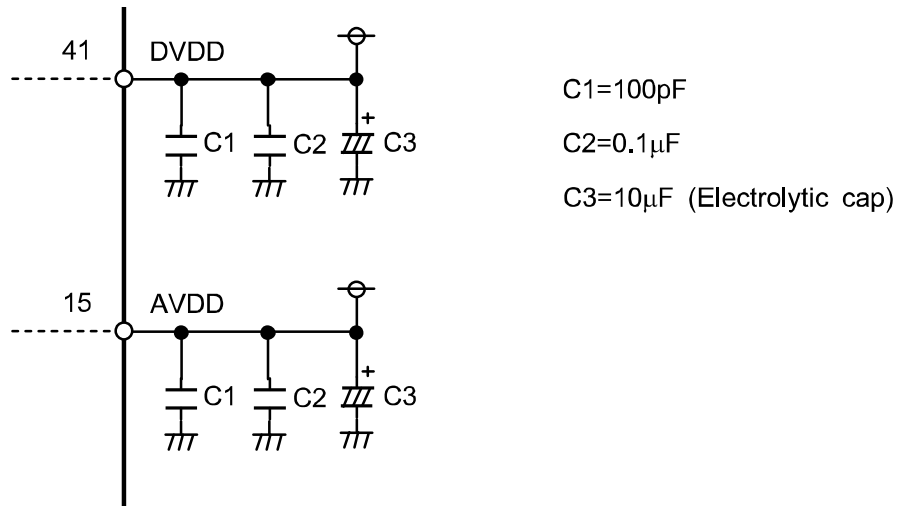 41 DVDD
+
C1 C2 C3
C1=100pF
C2=0.1μF
C3=10μF (Electrolytic cap)
15 AVDD
+
C1 C2 C3